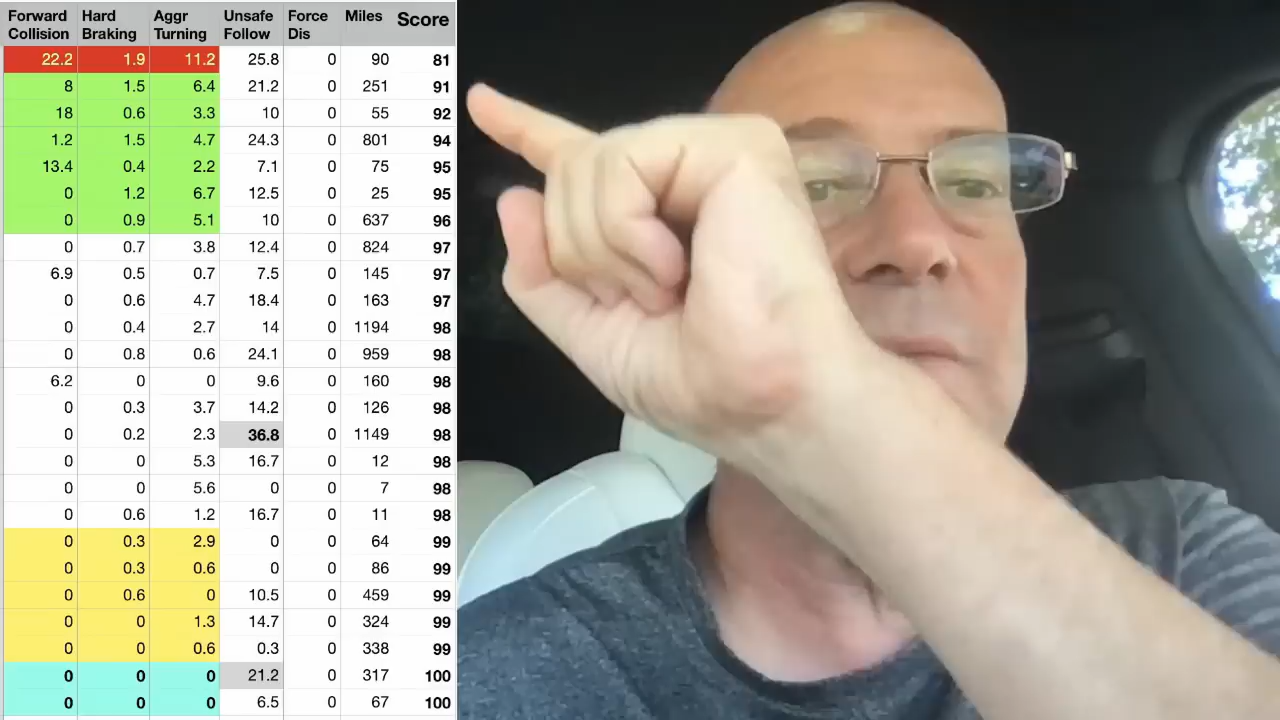 Forward Collision Hard Braking Aggr Turning Unsafe Follow Force Dis Miles Score
22.2 1.9 11.2 25.8 0 90 81
8 1.5 6.4 21.2 0 251 91
18 0.6 3.3 10 0 55 92
1.2 1.5 4.7 24.3 0 801 94
13.4 0.4 2.2 7.1 0 75 95
0 1.2 6.7 12.5 0 25 95
0 0.9 5.1 10 0 637 96
0 0.7 3.8 12.4 0 824 97
6.9 0.5 0.7 7.5 0 145 97
0 0.6 4.7 18.4 0 163 97
0 0.4 2.7 14 0 1194 98
0 0.8 0.6 24.1 0 959 98
6.2 0 0 9.6 0 160 98
0 0.3 3.7 14.2 0 126 98
0 0.2 2.3 36.8 0 1149 98
0 0 5.3 16.7 0 12 98
0 0 5.6 0 0 7 98
0 0.6 1.2 16.7 0 11 98
0 0.3 2.9 0 0 64 99
0 0.3 0.6 0 0 86 99
0 0.6 0 10.5 0 459 99
0 0 1.3 14.7 0 324 99
0 0 0.6 0.3 0 338 99
0 0 0 21.2 0 317 100
0 0 0 6.5 0 67 100